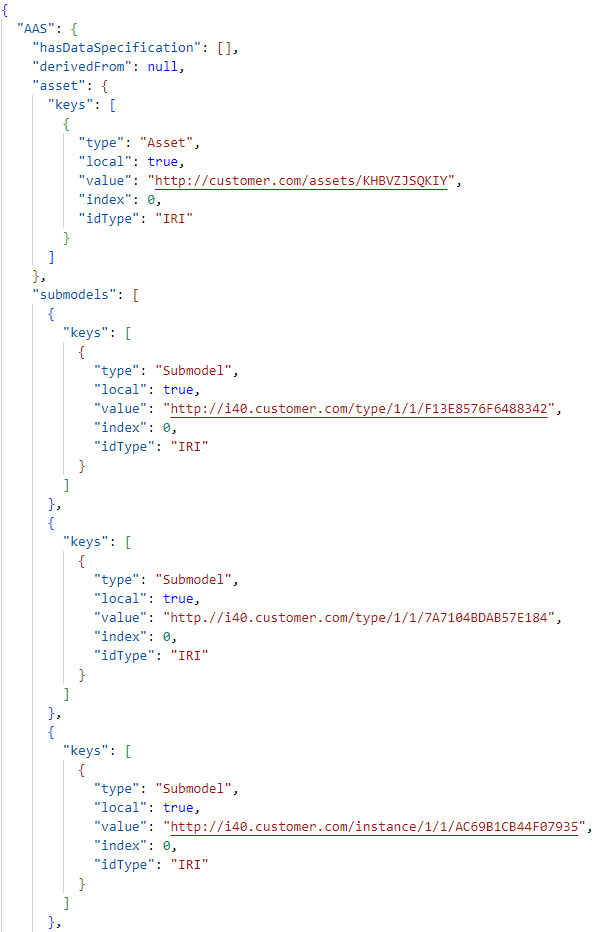 {
  "AAS": {
    "hasDataSpecification": [],
    "derivedFrom": null,
    "asset": {
      "keys": [
        {
          "type": "Asset",
          "local": true,
          "value": "http://customer.com/assets/KHBVZJSQKIY",
          "index": 0,
          "idType": "IRI"
        }
      ]
    },
    "submodels": [
      {
        "keys": [
          {
            "type": "Submodel",
            "local": true,
            "value": "http://i40.customer.com/type/1/1/F13E8576F6488342",
            "index": 0,
            "idType": "IRI"
          }
        ]
      },
      {
        "keys": [
          {
            "type": "Submodel",
            "local": true,
            "value": "http.//i40.customer.com/type/1/1/7A7104BDAB57E184",
            "index": 0,
            "idType": "IRI"
          }
        ]
      },
      {
        "keys": [
          {
            "type": "Submodel",
            "local": true,
            "value": "http://i40.customer.com/instance/1/1/AC69B1CB44F07935",
            "index": 0,
            "idType": "IRI"
          }
        ]
      },